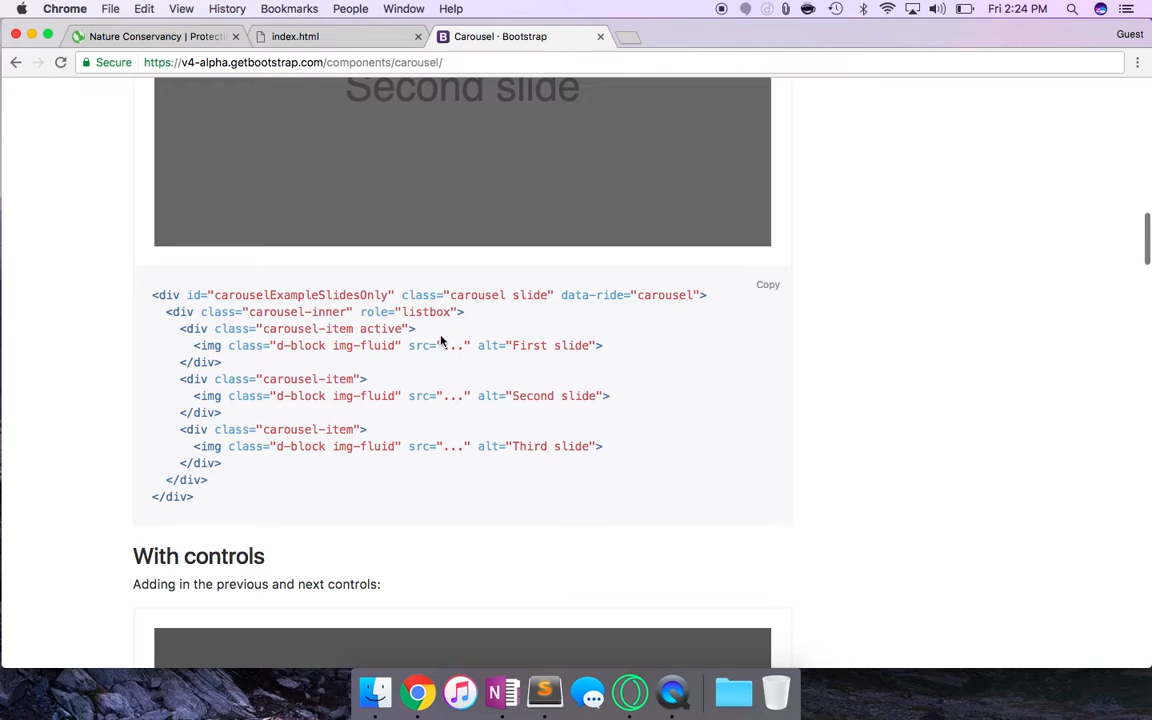 Chrome File Edit View History Bookmarks People Window Help Fri 2:24 PM
Nature Conservancy | Protecti index.html Carousel · Bootstrap Guest
Secure https://v4-alpha.getbootstrap.com/components/carousel/
Second slide
Copy
<div id="carouselExampleSlidesOnly" class="carousel slide" data-ride="carousel">
<div class="carousel-inner" role="listbox">
<div class="carousel-item active">
<img class="d-block img-fluid" src="..." alt="First slide">
</div>
<div class="carousel-item">
<img class="d-block img-fluid" src="..." alt="Second slide">
</div>
<div class="carousel-item">
<img class="d-block img-fluid" src="..." alt="Third slide">
</div>
</div>
</div>
With controls
Adding in the previous and next controls: